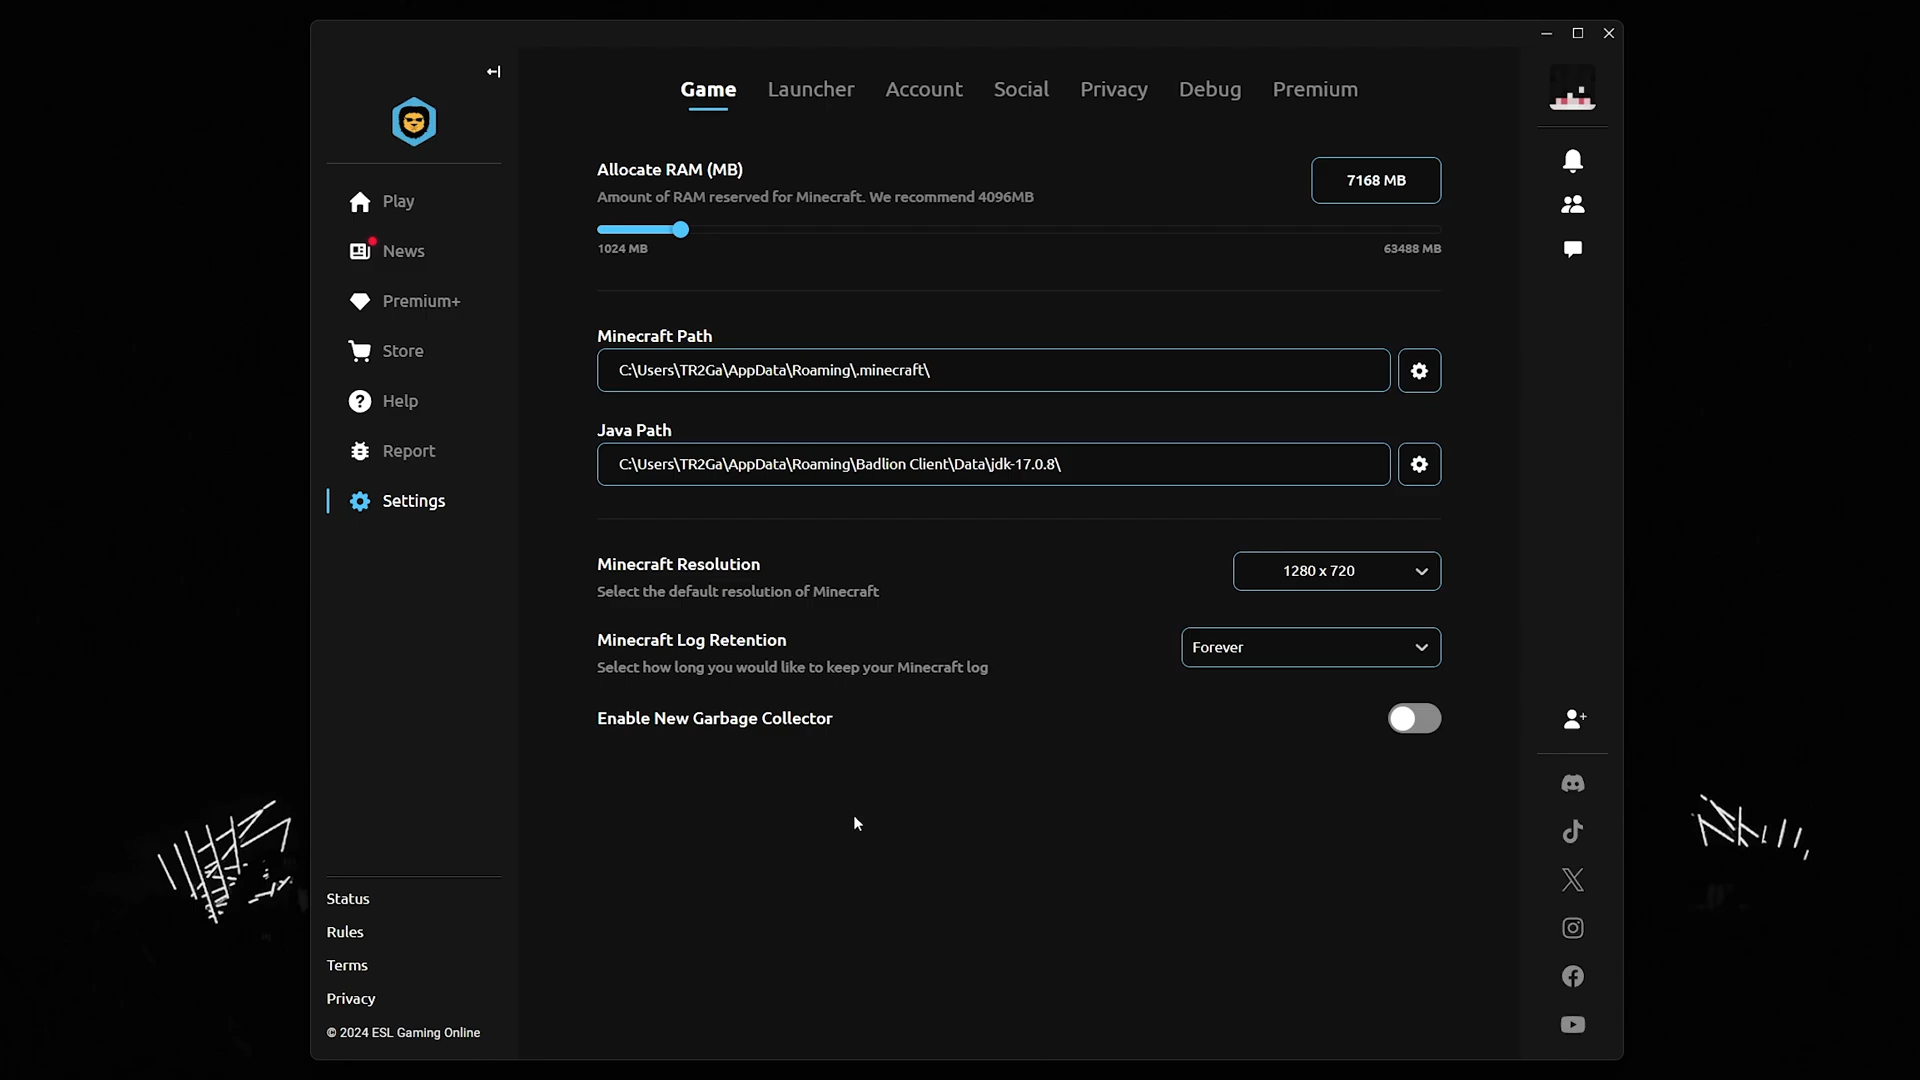 Game Launcher Account Social Privacy Debug Premium
Play
News
Premium+
Store
Help
Report
Settings
Allocate RAM (MB)
7168 MB
Amount of RAM reserved for Minecraft. We recommend 4096MB
1024 MB
63488 MB
Minecraft Path
C:\Users\TR2Ga\AppData\Roaming\.minecraft\
Java Path
C:\Users\TR2Ga\AppData\Roaming\Badlion Client\Data\jdk-17.0.8\
Minecraft Resolution
1280 x 720
Select the default resolution of Minecraft
Minecraft Log Retention
Forever
Select how long you would like to keep your Minecraft log
Enable New Garbage Collector
Status
Rules
Terms
Privacy
© 2024 ESL Gaming Online